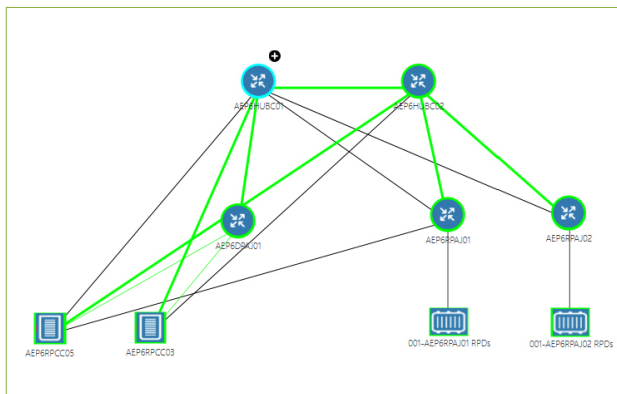 AEP6HUBC01
AEP6HUBC02
AEP6DPAJ01
AEP6RPAJ01
AEP6RPAJ02
AEP6RPCC05
AEP6RPCC03
001-AEP6RPAJ01 RPDs
001-AEP6RPAJ02 RPDs